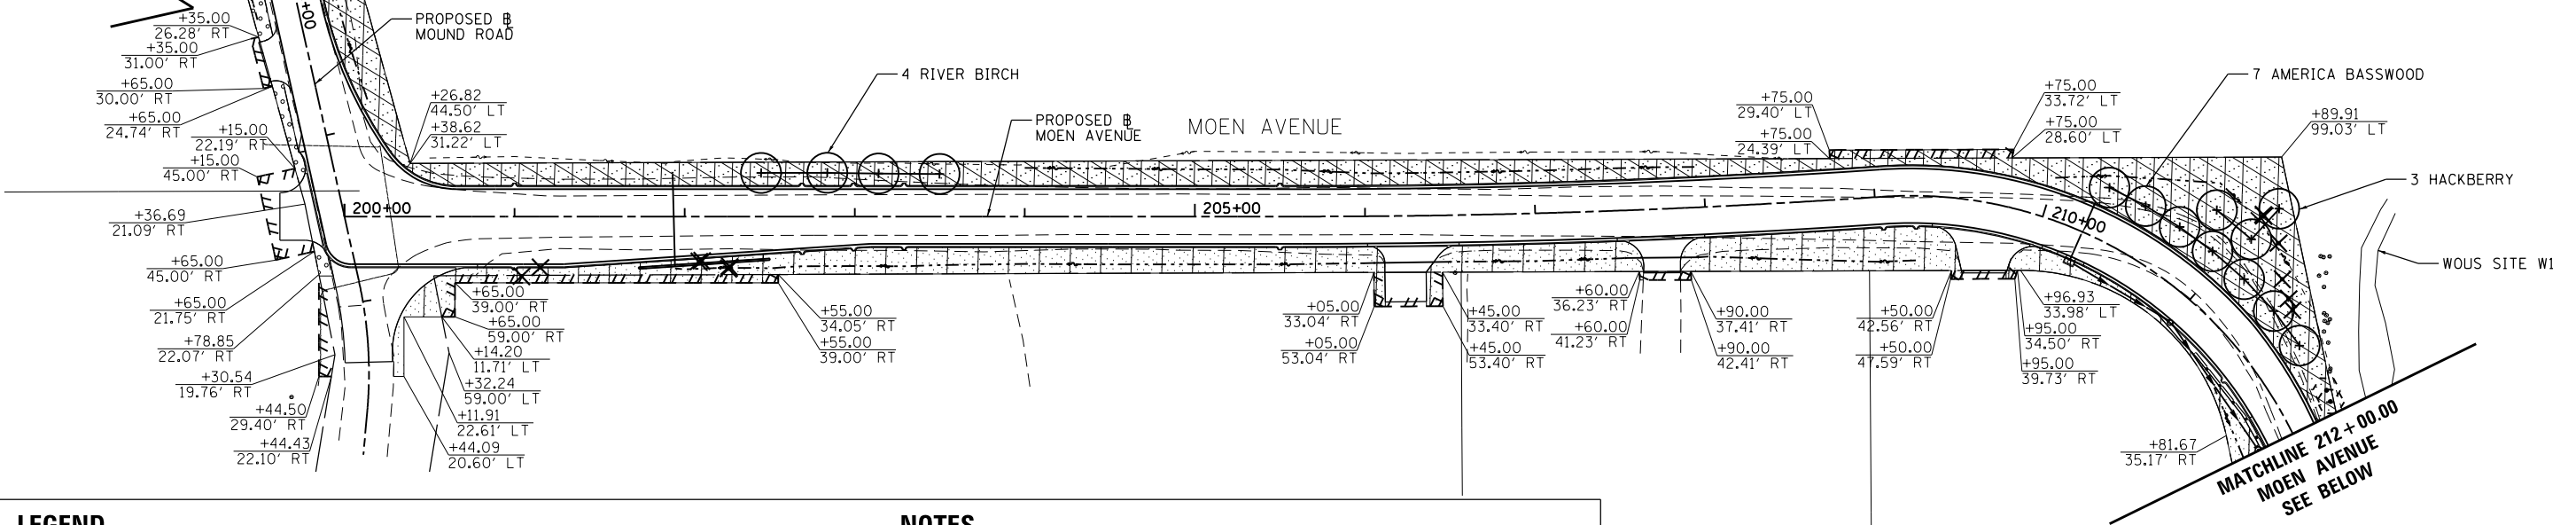 +00
+35.00
26.28' RT
+35.00
31.00' RT
+65.00
30.00' RT
+65.00
24.74' RT
+15.00
22.19' RT
+15.00
45.00' RT
+36.69
21.09' RT
+65.00
45.00' RT
+65.00
21.75' RT
+78.85
22.07' RT
+30.54
19.76' RT
+44.50
29.40' RT
+44.43
22.10' RT
PROPOSED ℄
MOUND ROAD
+26.82
44.50' LT
+38.62
31.22' LT
4 RIVER BIRCH
PROPOSED ℄
MOEN AVENUE
MOEN AVENUE
+75.00
29.40' LT
+75.00
24.39' LT
+75.00
33.72' LT
+75.00
28.60' LT
7 AMERICA BASSWOOD
+89.91
99.03' LT
3 HACKBERRY
WOUS SITE W1
200+00
205+00
210+00
+65.00
39.00' RT
+65.00
59.00' RT
+14.20
11.71' LT
+32.24
59.00' LT
+11.91
22.61' LT
+44.09
20.60' LT
+55.00
34.05' RT
+55.00
39.00' RT
+05.00
33.04' RT
+05.00
53.04' RT
+45.00
33.40' RT
+45.00
53.40' RT
+60.00
36.23' RT
+60.00
41.23' RT
+90.00
37.41' RT
+90.00
42.41' RT
+50.00
42.56' RT
+50.00
47.59' RT
+96.93
33.98' LT
+95.00
34.50' RT
+95.00
39.73' RT
+81.67
35.17' RT
MATCHLINE 212+00.00
MOEN AVENUE
SEE BELOW
LEGEND
NOTES